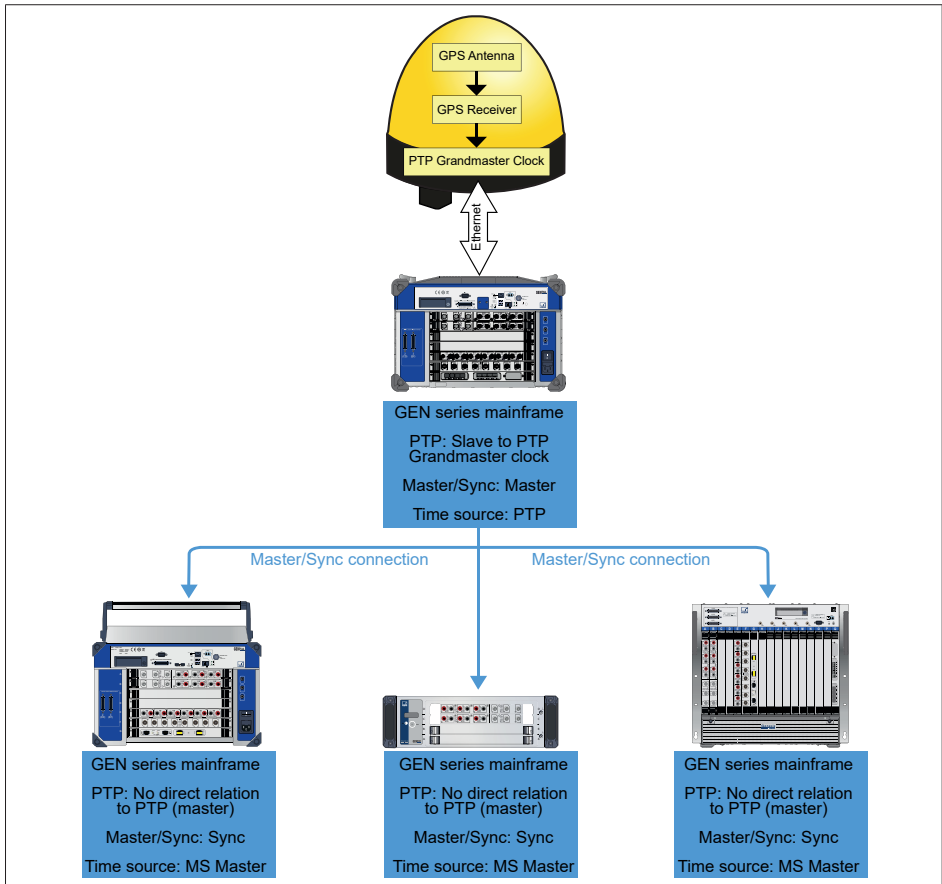 GPS Antenna
GPS Receiver
PTP Grandmaster Clock
Ethernet
GEN series mainframe
PTP: Slave to PTP
Grandmaster clock
Master/Sync: Master
Time source: PTP
Master/Sync connection
Master/Sync connection
GEN series mainframe
PTP: No direct relation
to PTP (master)
Master/Sync: Sync
Time source: MS Master
GEN series mainframe
PTP: No direct relation
to PTP (master)
Master/Sync: Sync
Time source: MS Master
GEN series mainframe
PTP: No direct relation
to PTP (master)
Master/Sync: Sync
Time source: MS Master